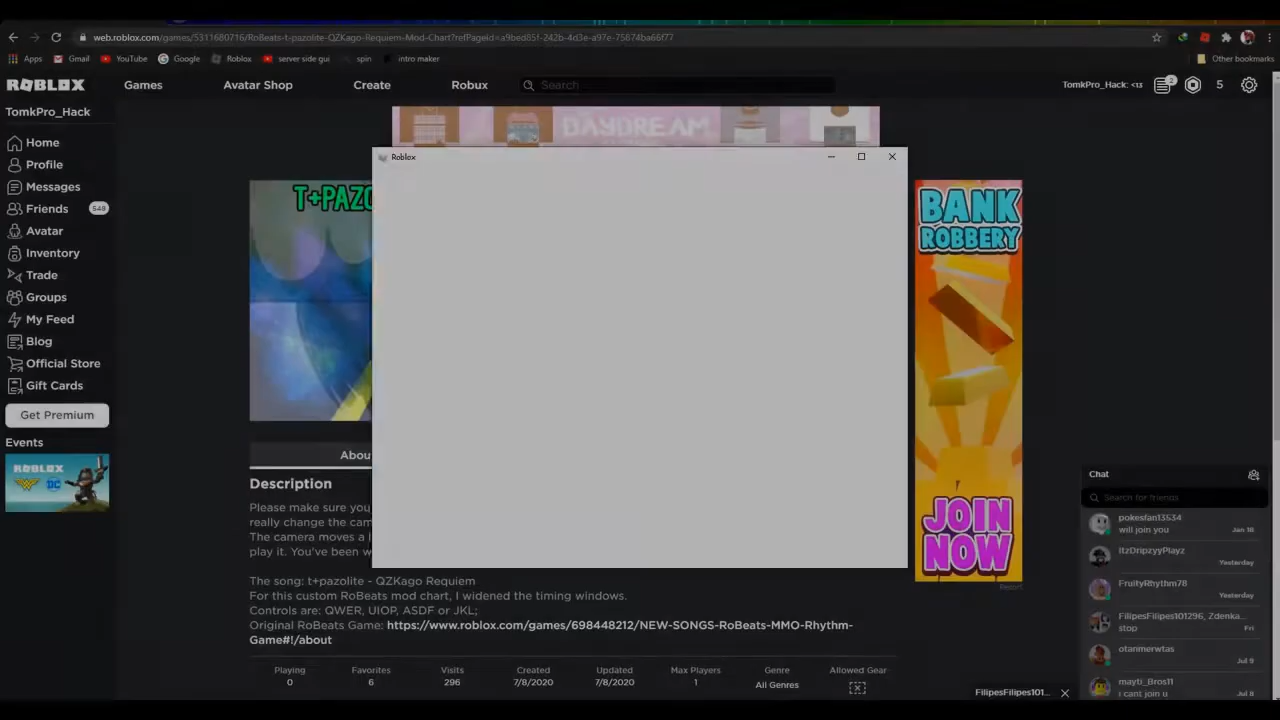 web.roblox.com/games/5311680716/RoBeats-t-pazolite-QZKago-Requiem-Mod-Chart?refPageId=a9bed85f-242b-4d3e-a97e-75874ba66f77
Apps Gmail YouTube Google Roblox server side gui spin intro maker Other bookmarks
ROBLOX Games Avatar Shop Create Robux Search TomkPro_Hack: <13 2 5
TomkPro_Hack
Home
Profile
Messages
Friends 548
Avatar
Inventory
Trade
Groups
My Feed
Blog
Official Store
Gift Cards
Get Premium
Events
ROBLOX
DC
DAYDREAM
Roblox
T+PAZO
BANK
ROBBERY
JOIN
NOW
Report
Abou
Description
Please make sure you
really change the cam
The camera moves a l
play it. You've been w
The song: t+pazolite - QZKago Requiem
For this custom RoBeats mod chart, I widened the timing windows.
Controls are: QWER, UIOP, ASDF or JKL;
Original RoBeats Game: https://www.roblox.com/games/698448212/NEW-SONGS-RoBeats-MMO-Rhythm-
Game#!/about
Playing Favorites Visits Created Updated Max Players Genre Allowed Gear
0 6 296 7/8/2020 7/8/2020 1 All Genres
Chat
Search for friends
pokesfan13534
will join you Jan 18
ItzDripzyyPlayz
Yesterday
FruityRhythm78
Yesterday
FilipesFilipes101296, Zdenka...
stop Fri
otanmerwtas
Jul 9
mayti_Bros11
i cant join u Jul 8
FilipesFilipes101...